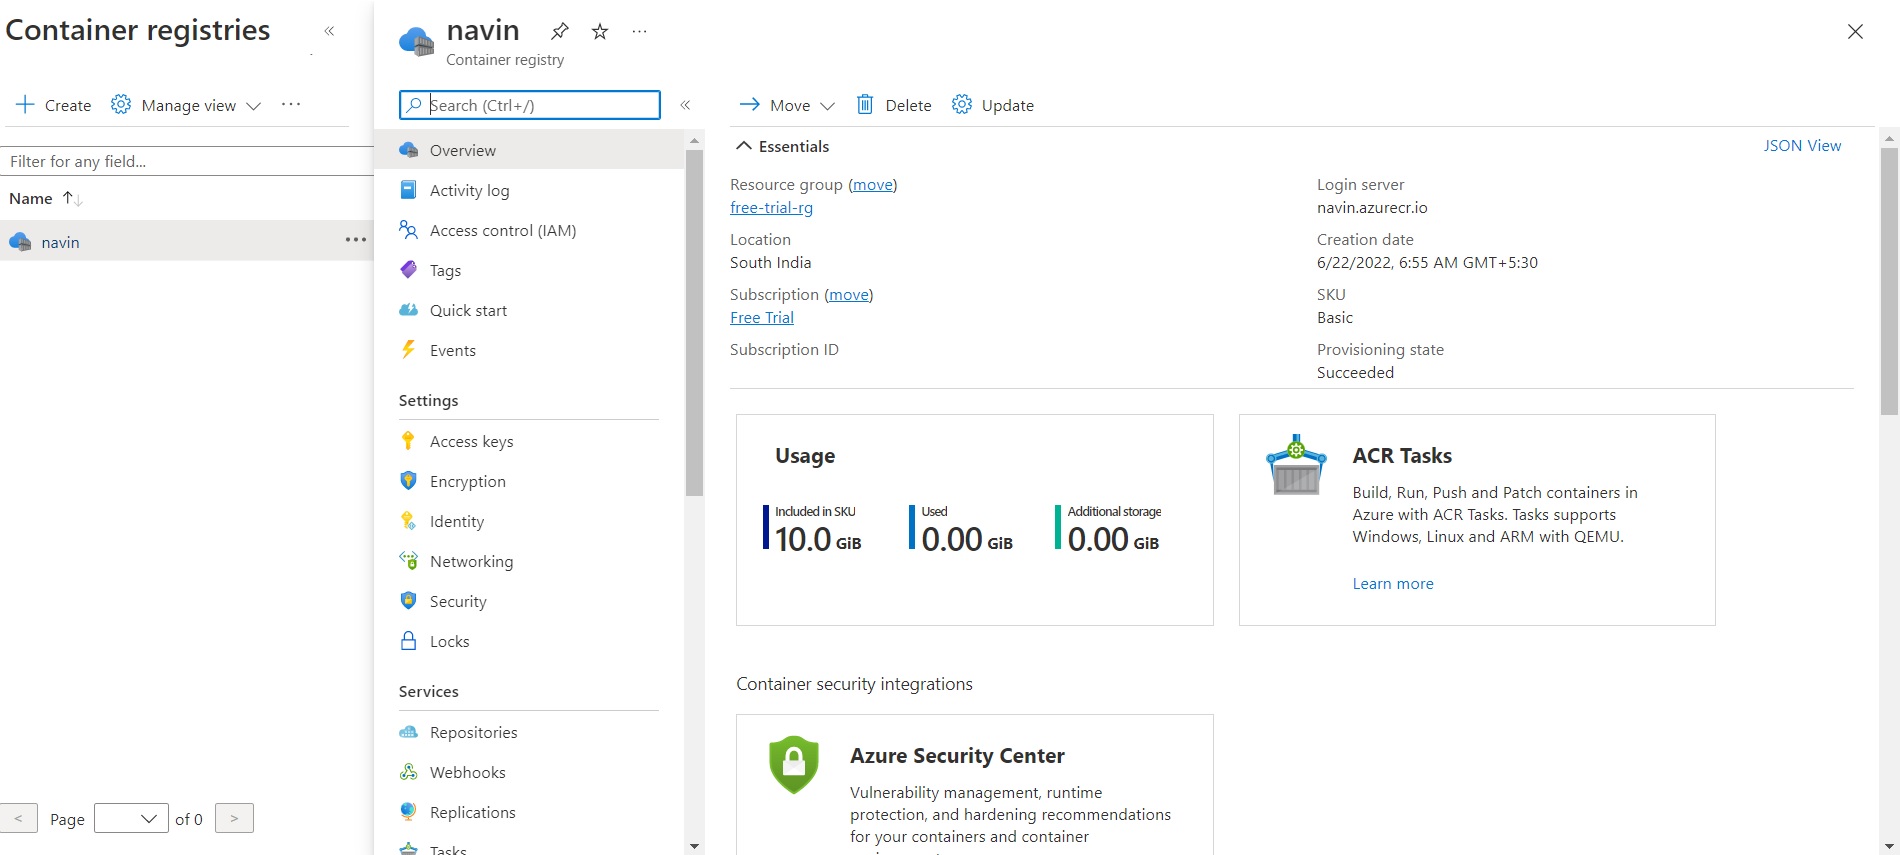 Container registries
«
Create
Manage view
...
Filter for any field...
Name ↑↓
navin
...
< Page
of 0 >
navin
...
Container registry
Search (Ctrl+/)
«
Overview
Activity log
Access control (IAM)
Tags
Quick start
Events
Settings
Access keys
Encryption
Identity
Networking
Security
Locks
Services
Repositories
Webhooks
Replications
Tasks
Move
Delete
Update
Essentials
JSON View
Resource group (move)
free-trial-rg
Location
South India
Subscription (move)
Free Trial
Subscription ID
Login server
navin.azurecr.io
Creation date
6/22/2022, 6:55 AM GMT+5:30
SKU
Basic
Provisioning state
Succeeded
Usage
Included in SKU
10.0 GiB
Used
0.00 GiB
Additional storage
0.00 GiB
ACR Tasks
Build, Run, Push and Patch containers in
Azure with ACR Tasks. Tasks supports
Windows, Linux and ARM with QEMU.
Learn more
Container security integrations
Azure Security Center
Vulnerability management, runtime
protection, and hardening recommendations
for your containers and container